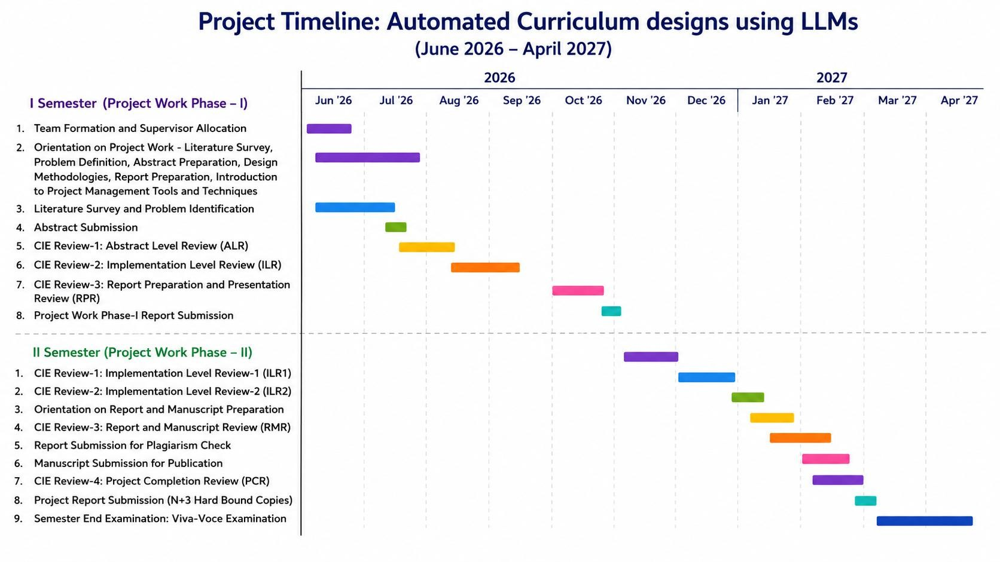 Project Timeline: Automated Curriculum designs using LLMs
(June 2026 – April 2027)
2026
2027
Jun '26
Jul '26
Aug '26
Sep '26
Oct '26
Nov '26
Dec '26
Jan '27
Feb '27
Mar '27
Apr '27
I Semester (Project Work Phase – I)
1. Team Formation and Supervisor Allocation
2. Orientation on Project Work - Literature Survey,
Problem Definition, Abstract Preparation, Design
Methodologies, Report Preparation, Introduction
to Project Management Tools and Techniques
3. Literature Survey and Problem Identification
4. Abstract Submission
5. CIE Review-1: Abstract Level Review (ALR)
6. CIE Review-2: Implementation Level Review (ILR)
7. CIE Review-3: Report Preparation and Presentation
Review (RPR)
8. Project Work Phase-I Report Submission
II Semester (Project Work Phase – II)
1. CIE Review-1: Implementation Level Review-1 (ILR1)
2. CIE Review-2: Implementation Level Review-2 (ILR2)
3. Orientation on Report and Manuscript Preparation
4. CIE Review-3: Report and Manuscript Review (RMR)
5. Report Submission for Plagiarism Check
6. Manuscript Submission for Publication
7. CIE Review-4: Project Completion Review (PCR)
8. Project Report Submission (N+3 Hard Bound Copies)
9. Semester End Examination: Viva-Voce Examination